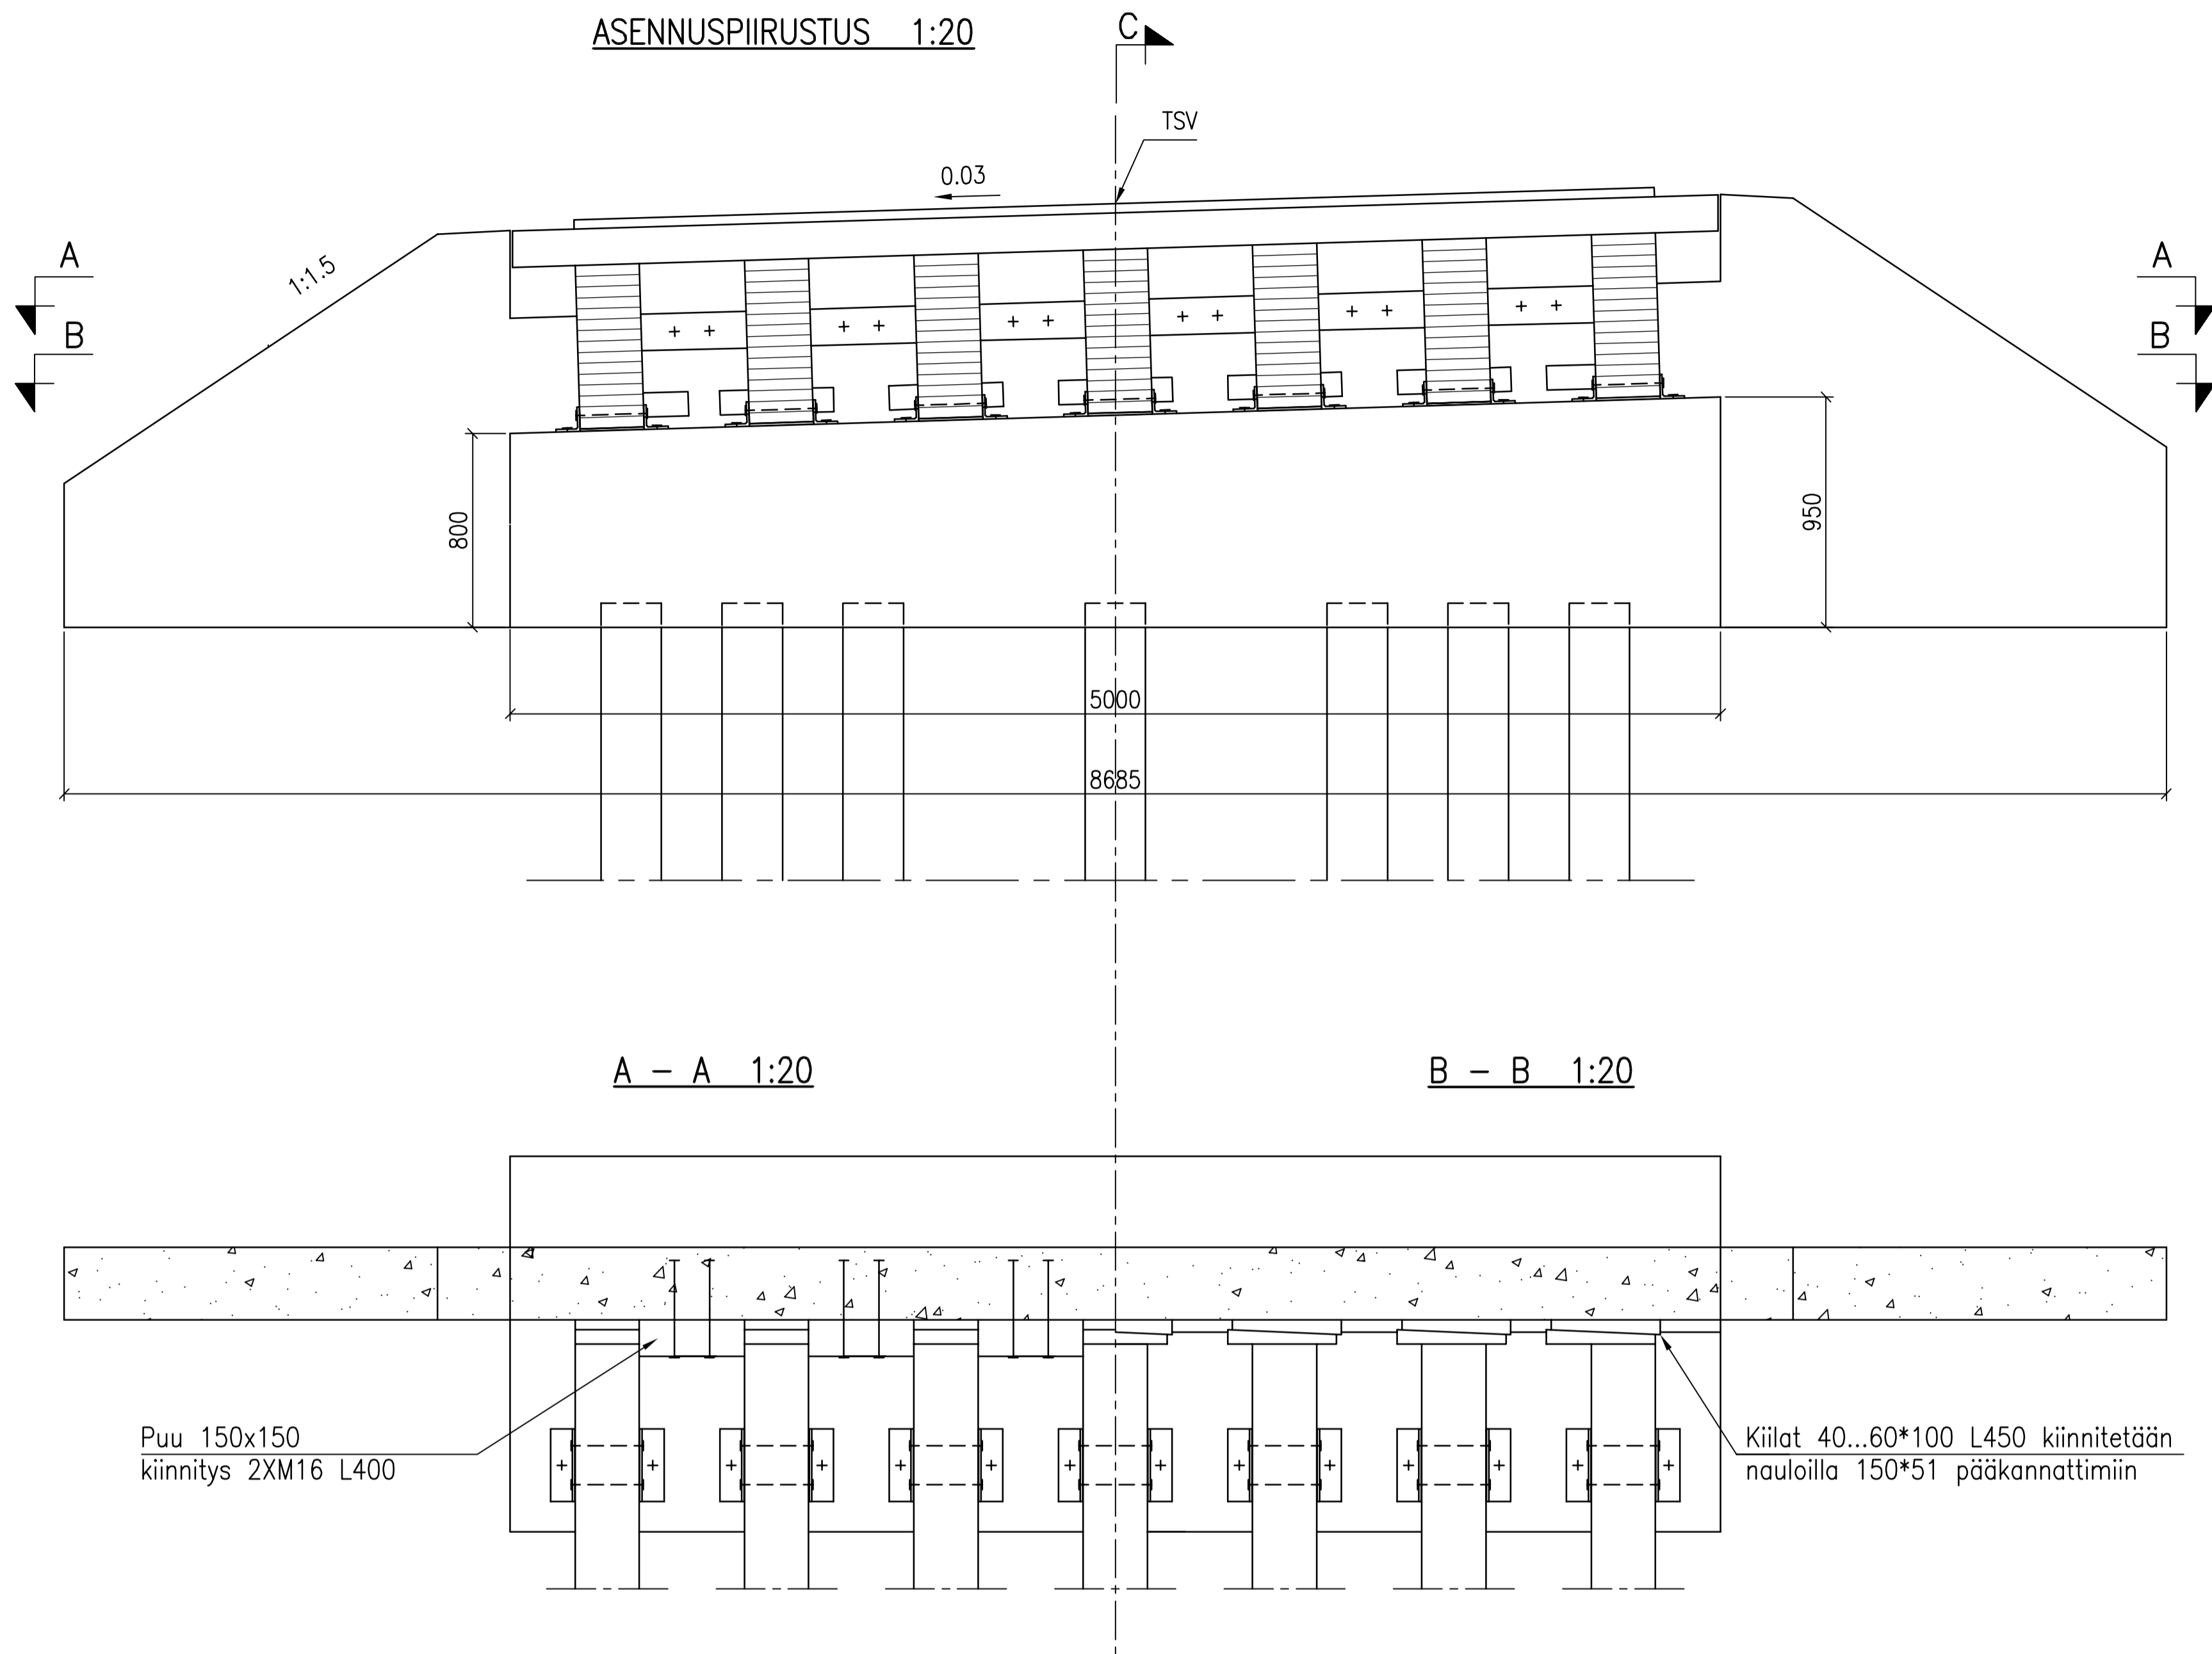 ASENNUSPIIRUSTUS 1:20
C
TSV
0.03
A
A
1:1.5
B
B
800
950
5000
8685
A - A 1:20
B - B 1:20
Puu 150x150
kiinnitys 2XM16 L400
Kiilat 40...60*100 L450 kiinnitetään
nauloilla 150*51 pääkannattimiin